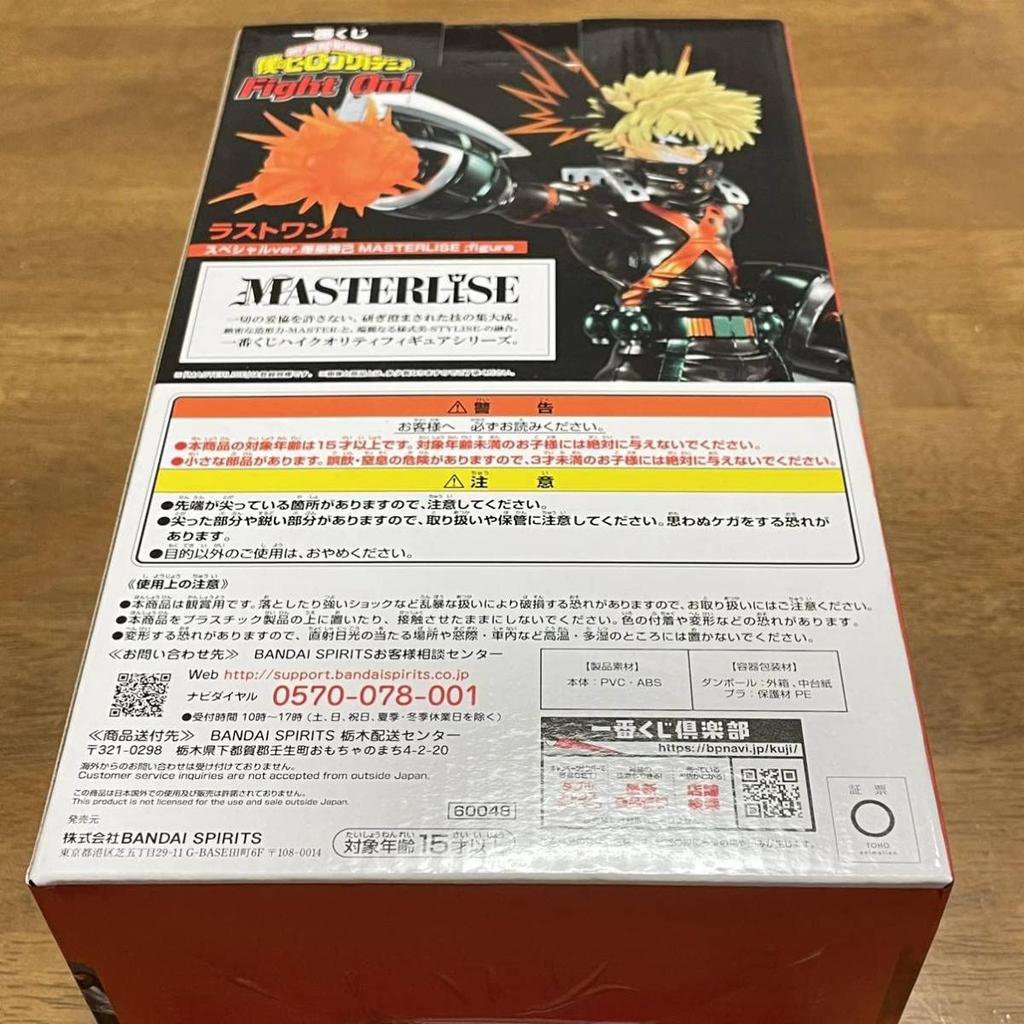 一番くじ
僕のヒーローアカデミア
Fight On!
ラストワン賞
スペシャルver.爆豪勝己 MASTERLISE ;figure
MASTERLISE
一切の妥協を許さない、研ぎ澄まされた技の集大成。
緻密な造形力-MASTER-と、端麗なる様式美-STYLISE-の融合。
一番くじハイクオリティフィギュアシリーズ。
⚠警告
お客様へ 必ずお読みください。
●本商品の対象年齢は15才以上です。対象年齢未満のお子様には絶対に与えないでください。
●小さな部品があります。誤飲・窒息の危険がありますので、3才未満のお子様には絶対に与えないでください。
⚠注意
●先端が尖っている箇所がありますので、注意してください。
●尖った部分や鋭い部分がありますので、取り扱いや保管に注意してください。思わぬケガをする恐れが
あります。
●目的以外のご使用は、おやめください。
《使用上の注意》
●本商品は観賞用です。落としたり強いショックなど乱暴な扱いにより破損する恐れがありますので、お取り扱いにはご注意ください。
●本商品をプラスチック製品の上に置いたり、接触させたままにしないでください。色の付着や変形などの恐れがあります。
●変形する恐れがありますので、直射日光の当たる場所や窓際・車内など高温・多湿のところには置かないでください。
≪お問い合わせ先≫ BANDAI SPIRITSお客様相談センター
Web http://support.bandaispirits.co.jp
ナビダイヤル 0570-078-001
●受付時間 10時〜17時(土、日、祝日、夏季・冬季休業日を除く)
【製品素材】
本体:PVC・ABS
【容器包装材】
ダンボール:外箱、中台紙
プラ:保護材 PE
≪商品送付先≫ BANDAI SPIRITS 栃木配送センター
〒321-0298 栃木県下都賀郡壬生町おもちゃのまち4-2-20
海外からのお問い合わせは受け付けておりません。
Customer service inquiries are not accepted from outside Japan.
この商品は日本国外での使用及び販売は許諾されておりません。
This product is not licensed for the use and sale outside Japan.
一番くじ倶楽部
https://bpnavi.jp/kuji/
60048
発売元
株式会社BANDAI SPIRITS
東京都港区芝五丁目29-11 G-BASE田町6F 〒108-0014
対象年齢15才以上
証票
TOHO
animation